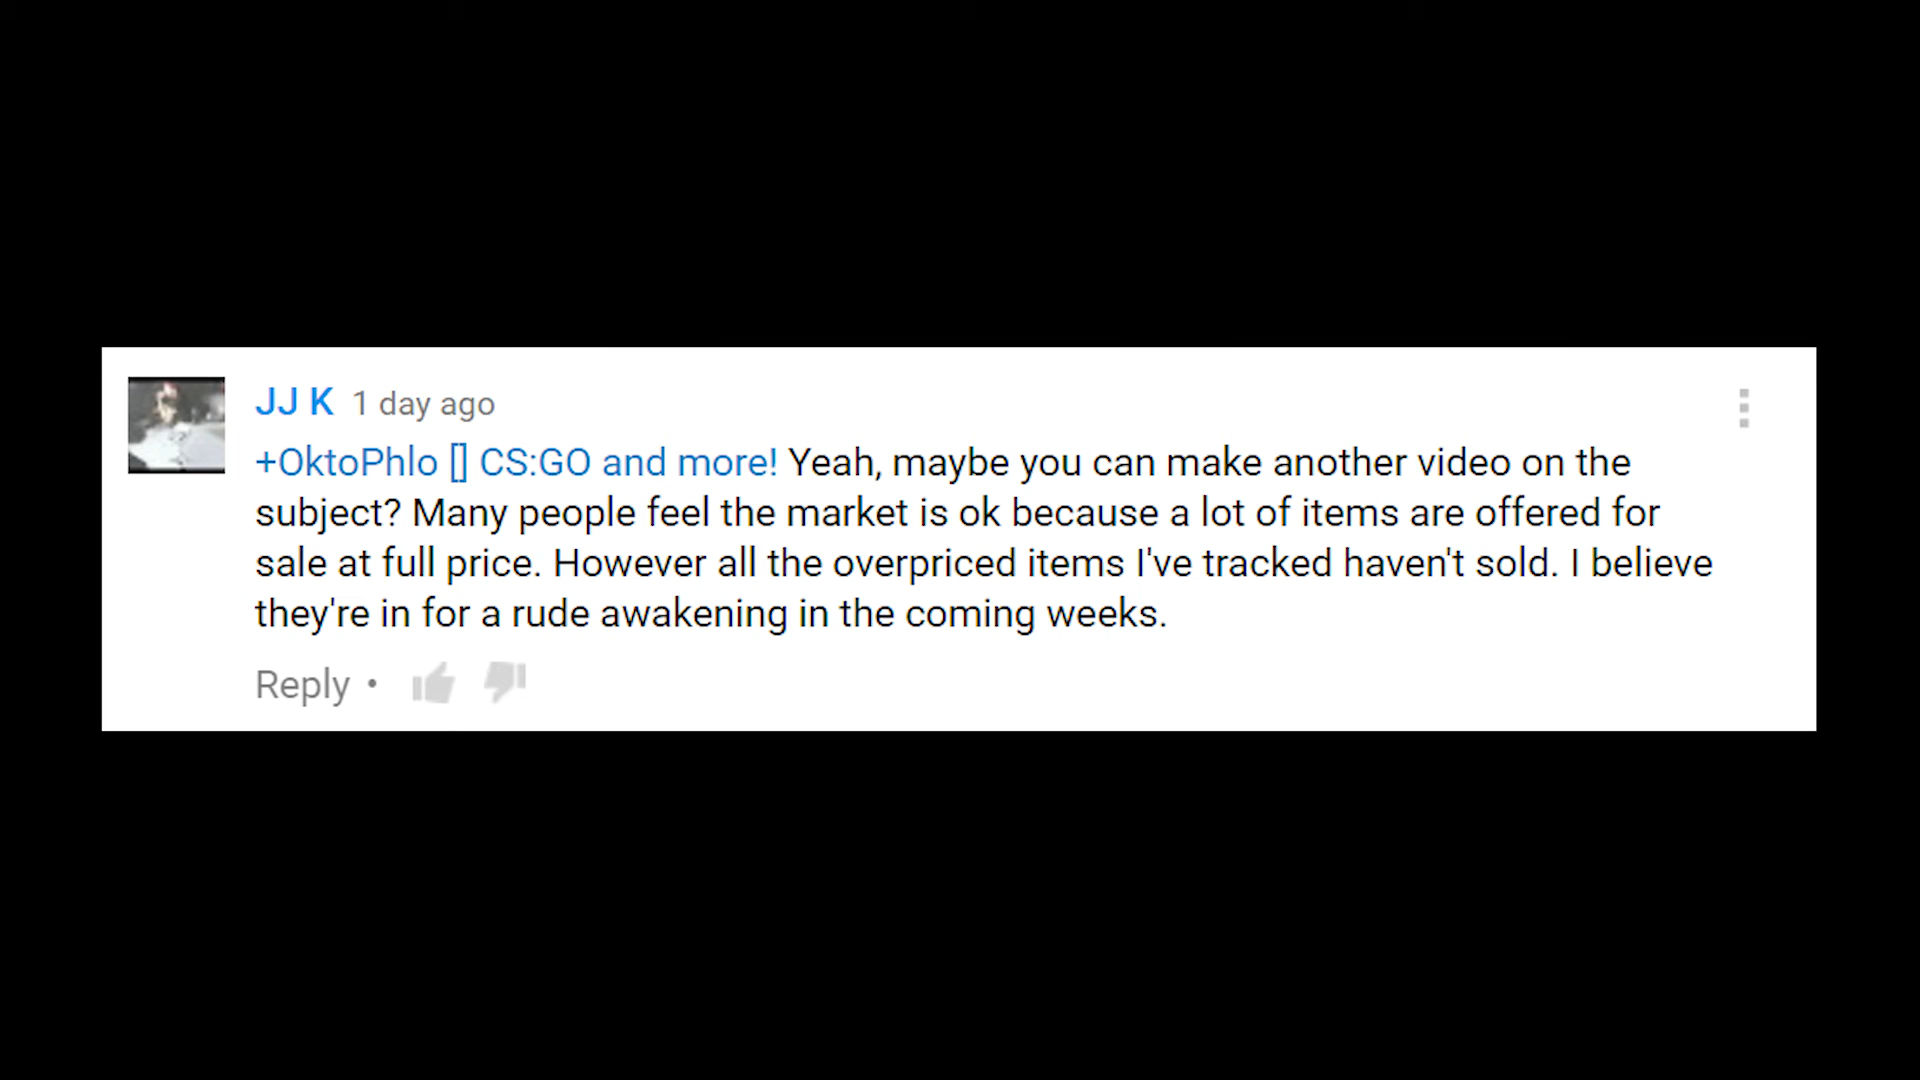 JJ K 1 day ago
+OktoPhlo [] CS:GO and more! Yeah, maybe you can make another video on the
subject? Many people feel the market is ok because a lot of items are offered for
sale at full price. However all the overpriced items I've tracked haven't sold. I believe
they're in for a rude awakening in the coming weeks.
Reply •